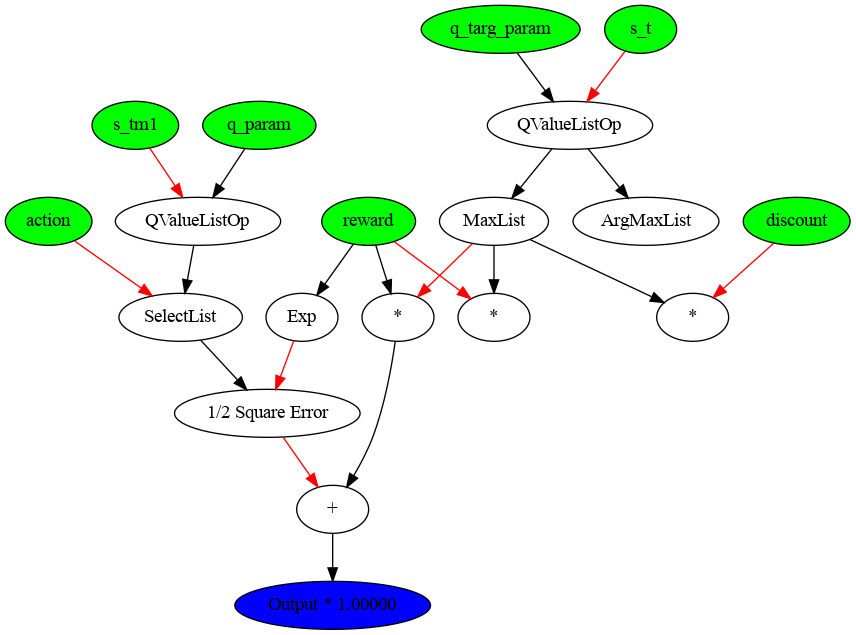 q_targ_param
s_t
s_tm1
q_param
QValueListOp
action
QValueListOp
reward
MaxList
ArgMaxList
discount
SelectList
Exp
*
*
*
1/2 Square Error
+
Output * 1.00000